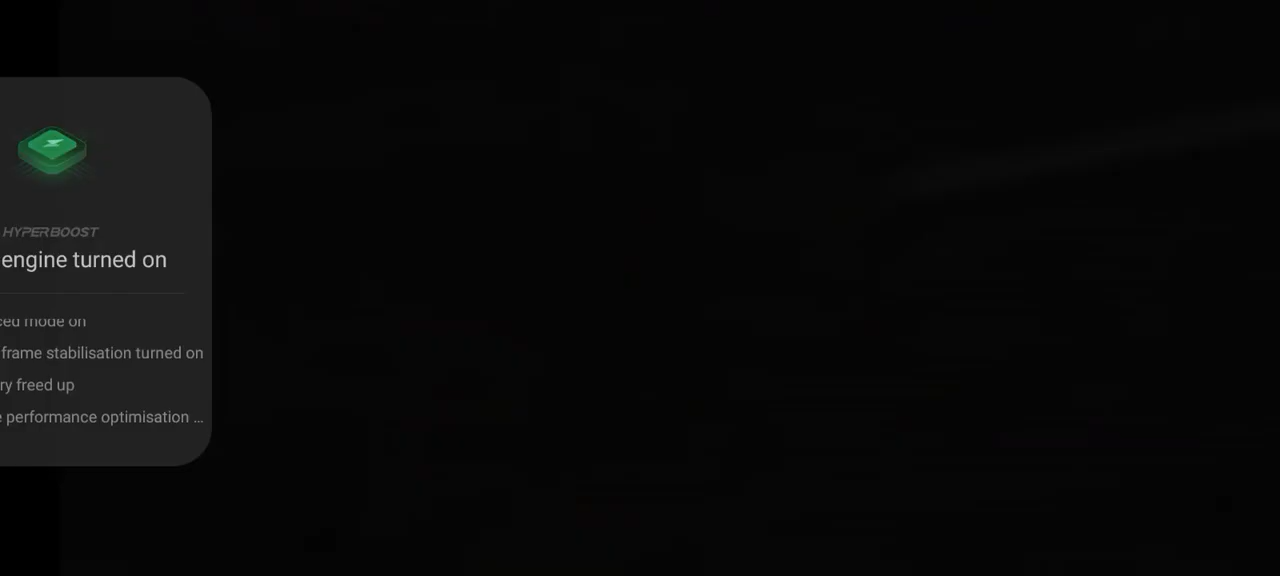 HYPERBOOST
engine turned on
ced mode on
frame stabilisation turned on
ry freed up
e performance optimisation ...